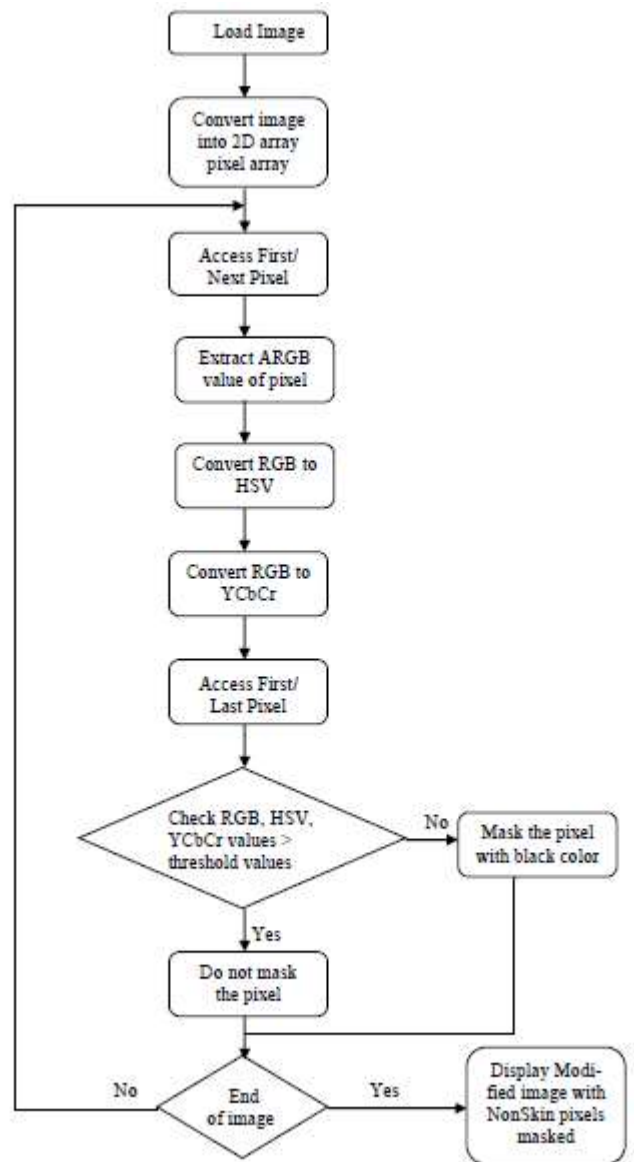 Load Image
Convert image
into 2D array
pixel array
Access First/
Next Pixel
Extract ARGB
value of pixel
Convert RGB to
HSV
Convert RGB to
YCbCr
Access First/
Last Pixel
Check RGB, HSV,
YCbCr values >
threshold values
No
Mask the pixel
with black color
Yes
Do not mask
the pixel
No
End
of image
Yes
Display Modi-
fied image with
NonSkin pixels
masked